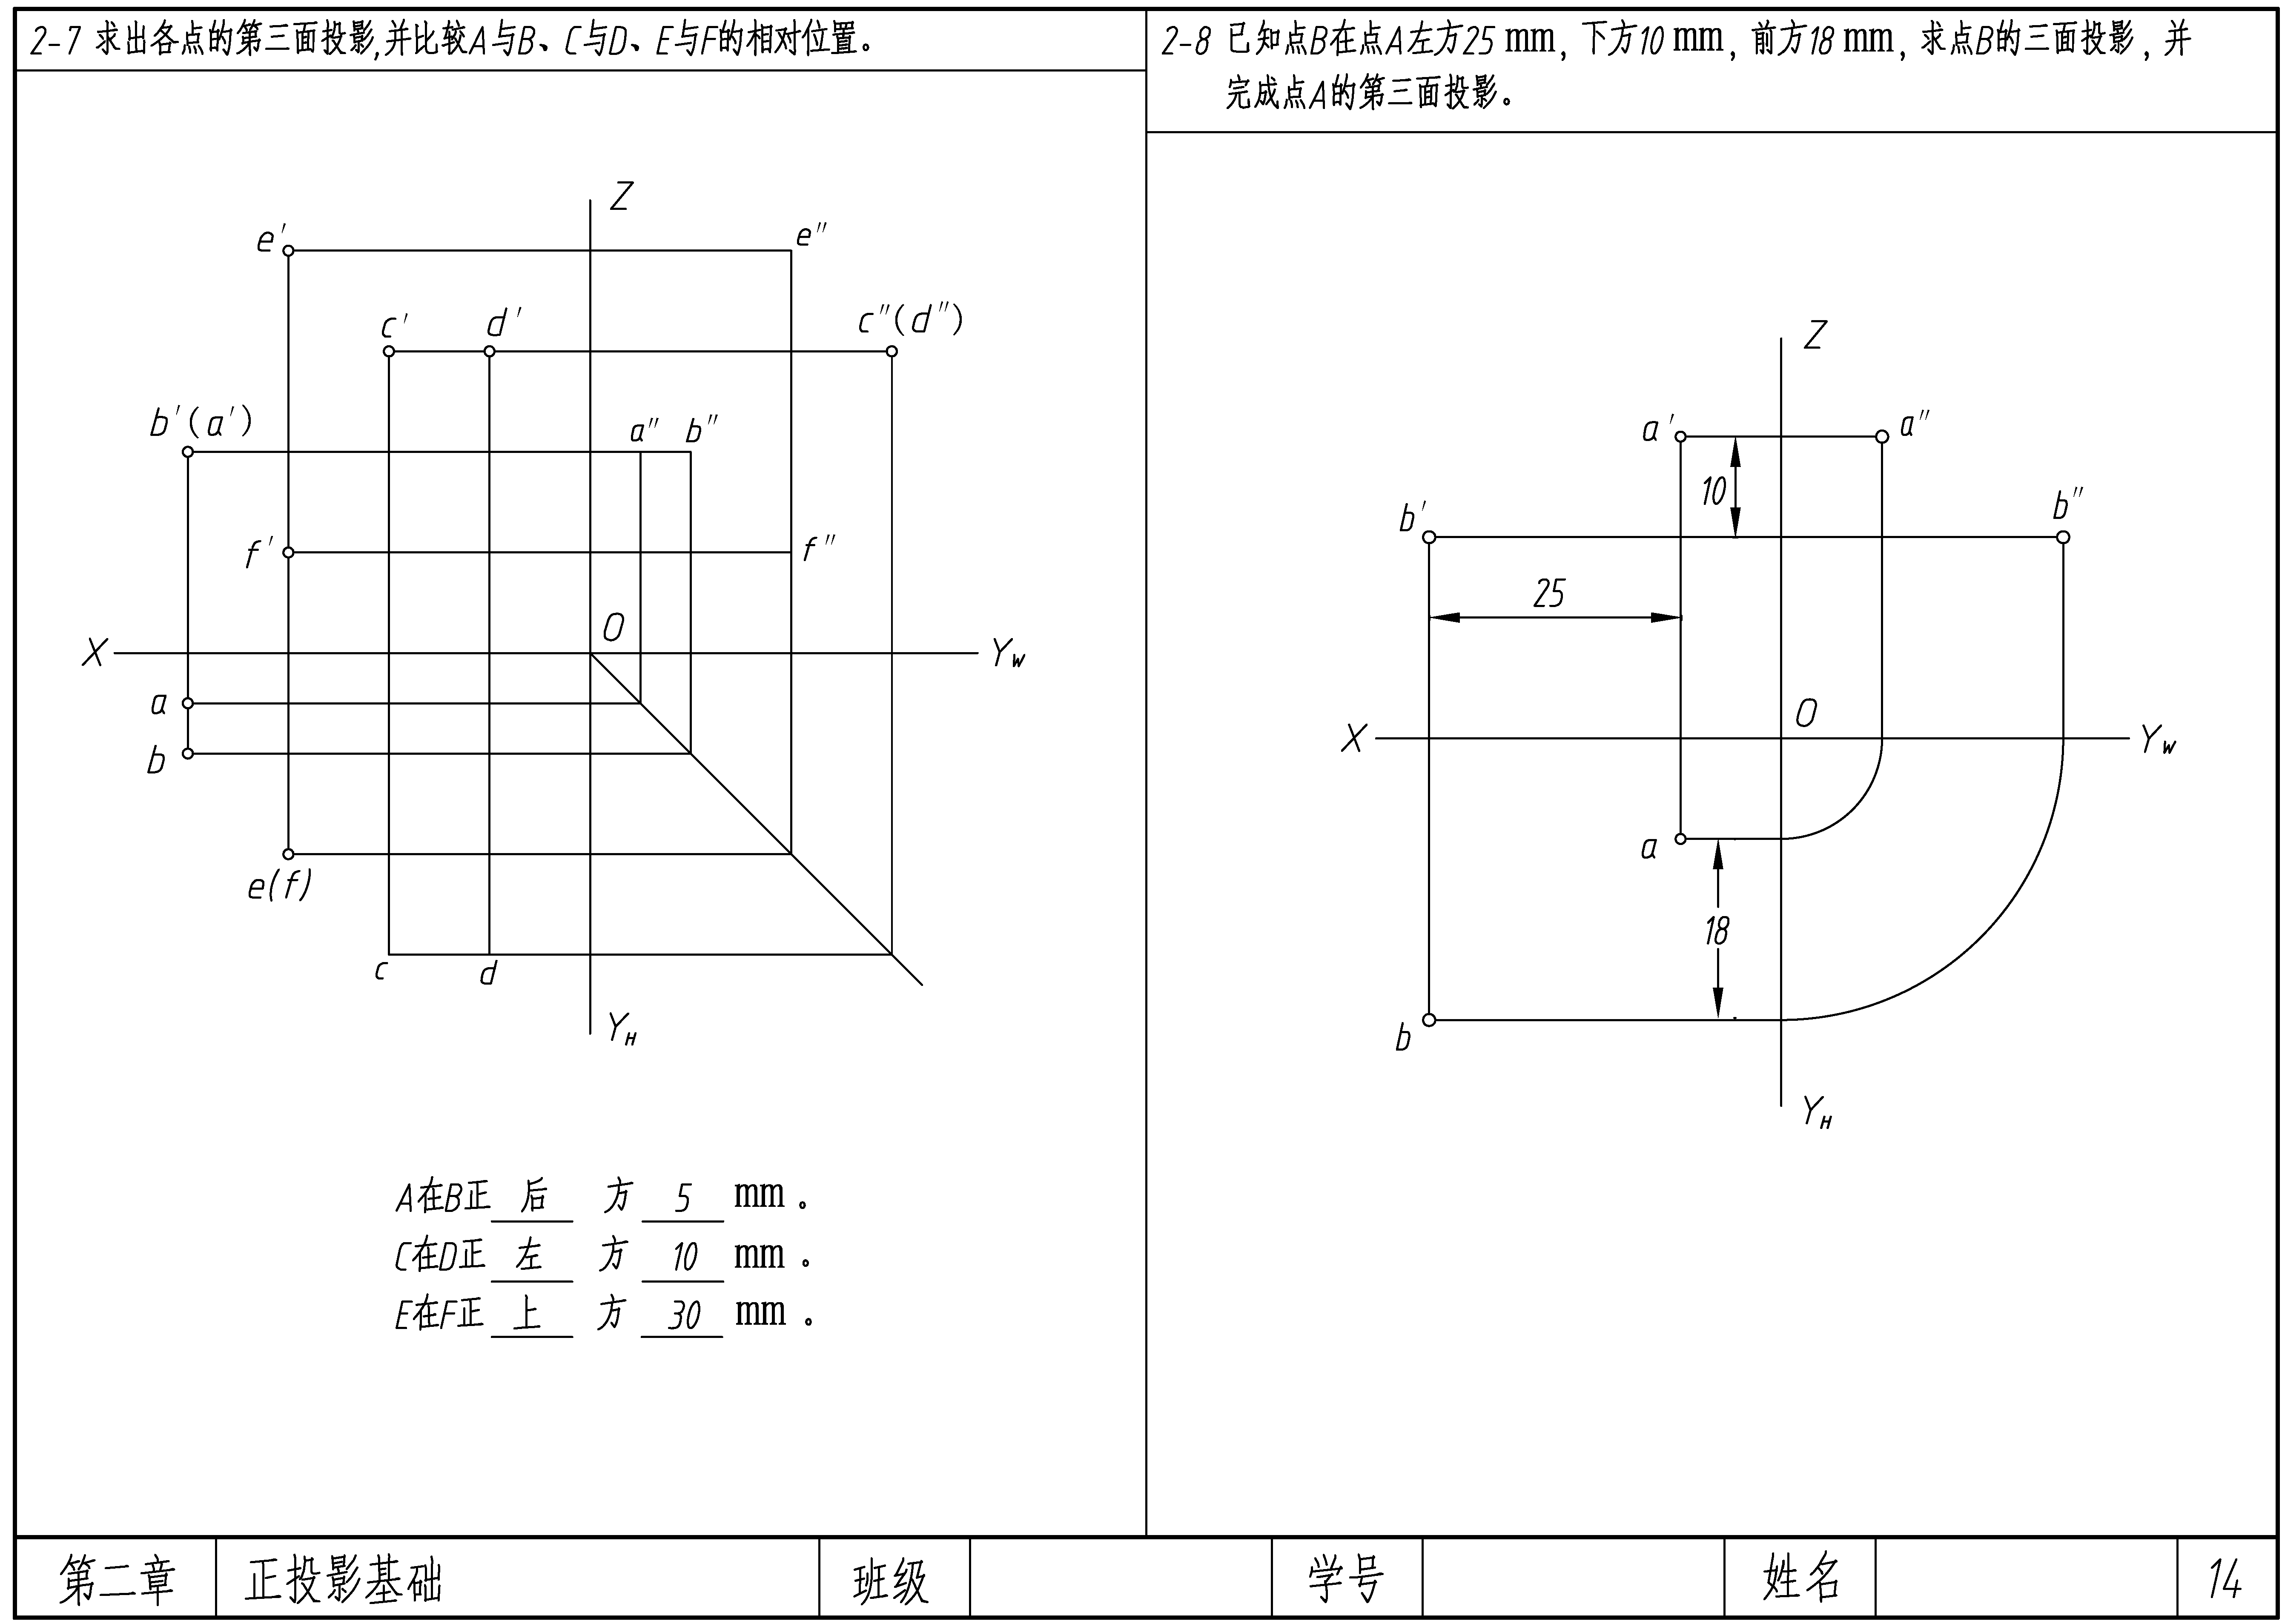 2-7 求出各点的第三面投影,并比较A与B、C与D、E与F的相对位置。
Z
e′
e″
c′
d′
c″(d″)
b′(a′)
a″
b″
f′
f″
O
X
Y_W
a
b
e(f)
c
d
Y_H
A在B正 后 方 5 mm。
C在D正 左 方 10 mm。
E在F正 上 方 30 mm。
2-8 已知点B在点A左方25 mm, 下方10 mm, 前方18 mm, 求点B的三面投影, 并
完成点A的第三面投影。
Z
a′
a″
10
b′
b″
25
O
X
Y_W
a
18
b
Y_H
第二章 正投影基础 班级 学号 姓名 14